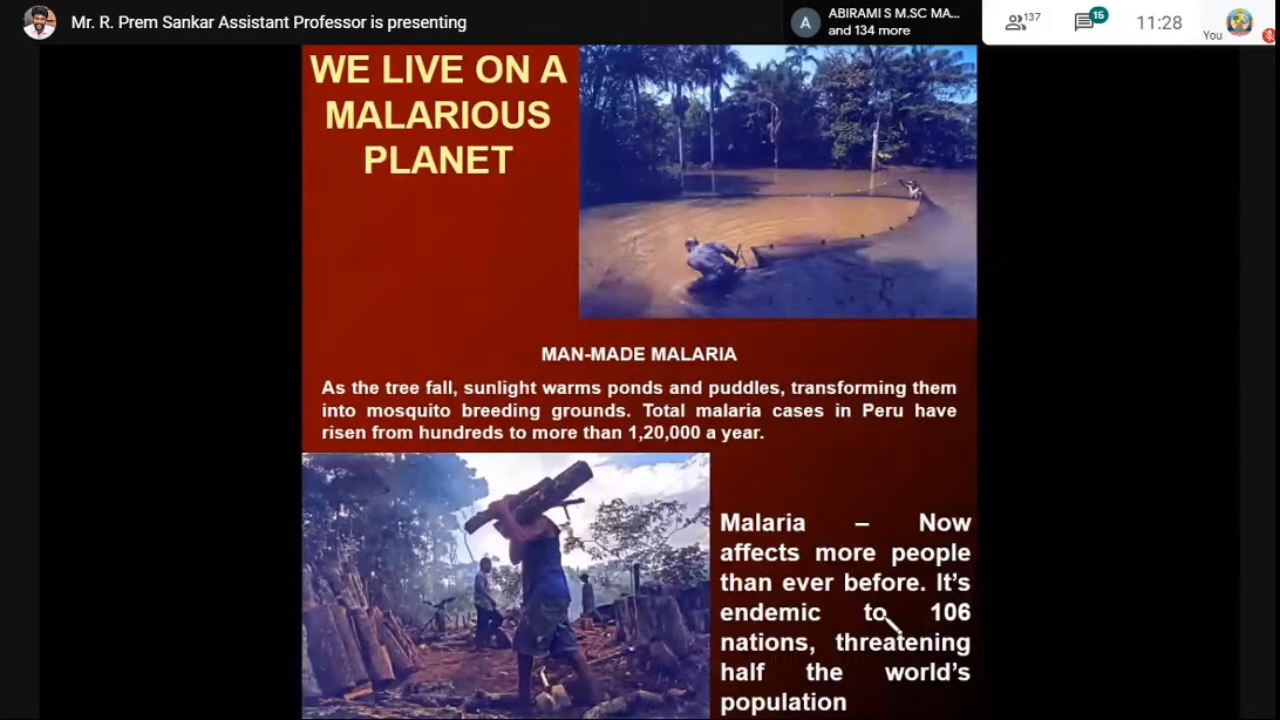 Mr. R. Prem Sankar Assistant Professor is presenting
A
ABIRAMI S M.SC MA...
and 134 more
137
15
11:28
You
WE LIVE ON A
MALARIOUS
PLANET
MAN-MADE MALARIA
As the tree fall, sunlight warms ponds and puddles, transforming them
into mosquito breeding grounds. Total malaria cases in Peru have
risen from hundreds to more than 1,20,000 a year.
Malaria – Now
affects more people
than ever before. It's
endemic to 106
nations, threatening
half the world's
population